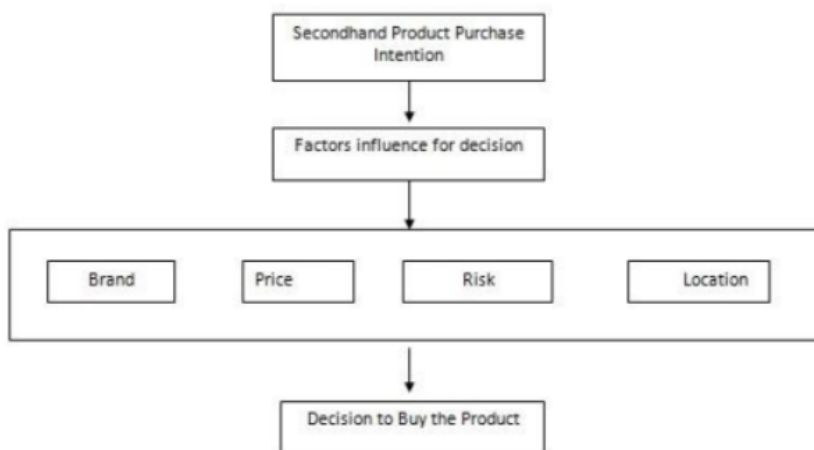 Secondhand Product Purchase
Intention
Factors influence for decision
Brand Price Risk Location
Decision to Buy the Product